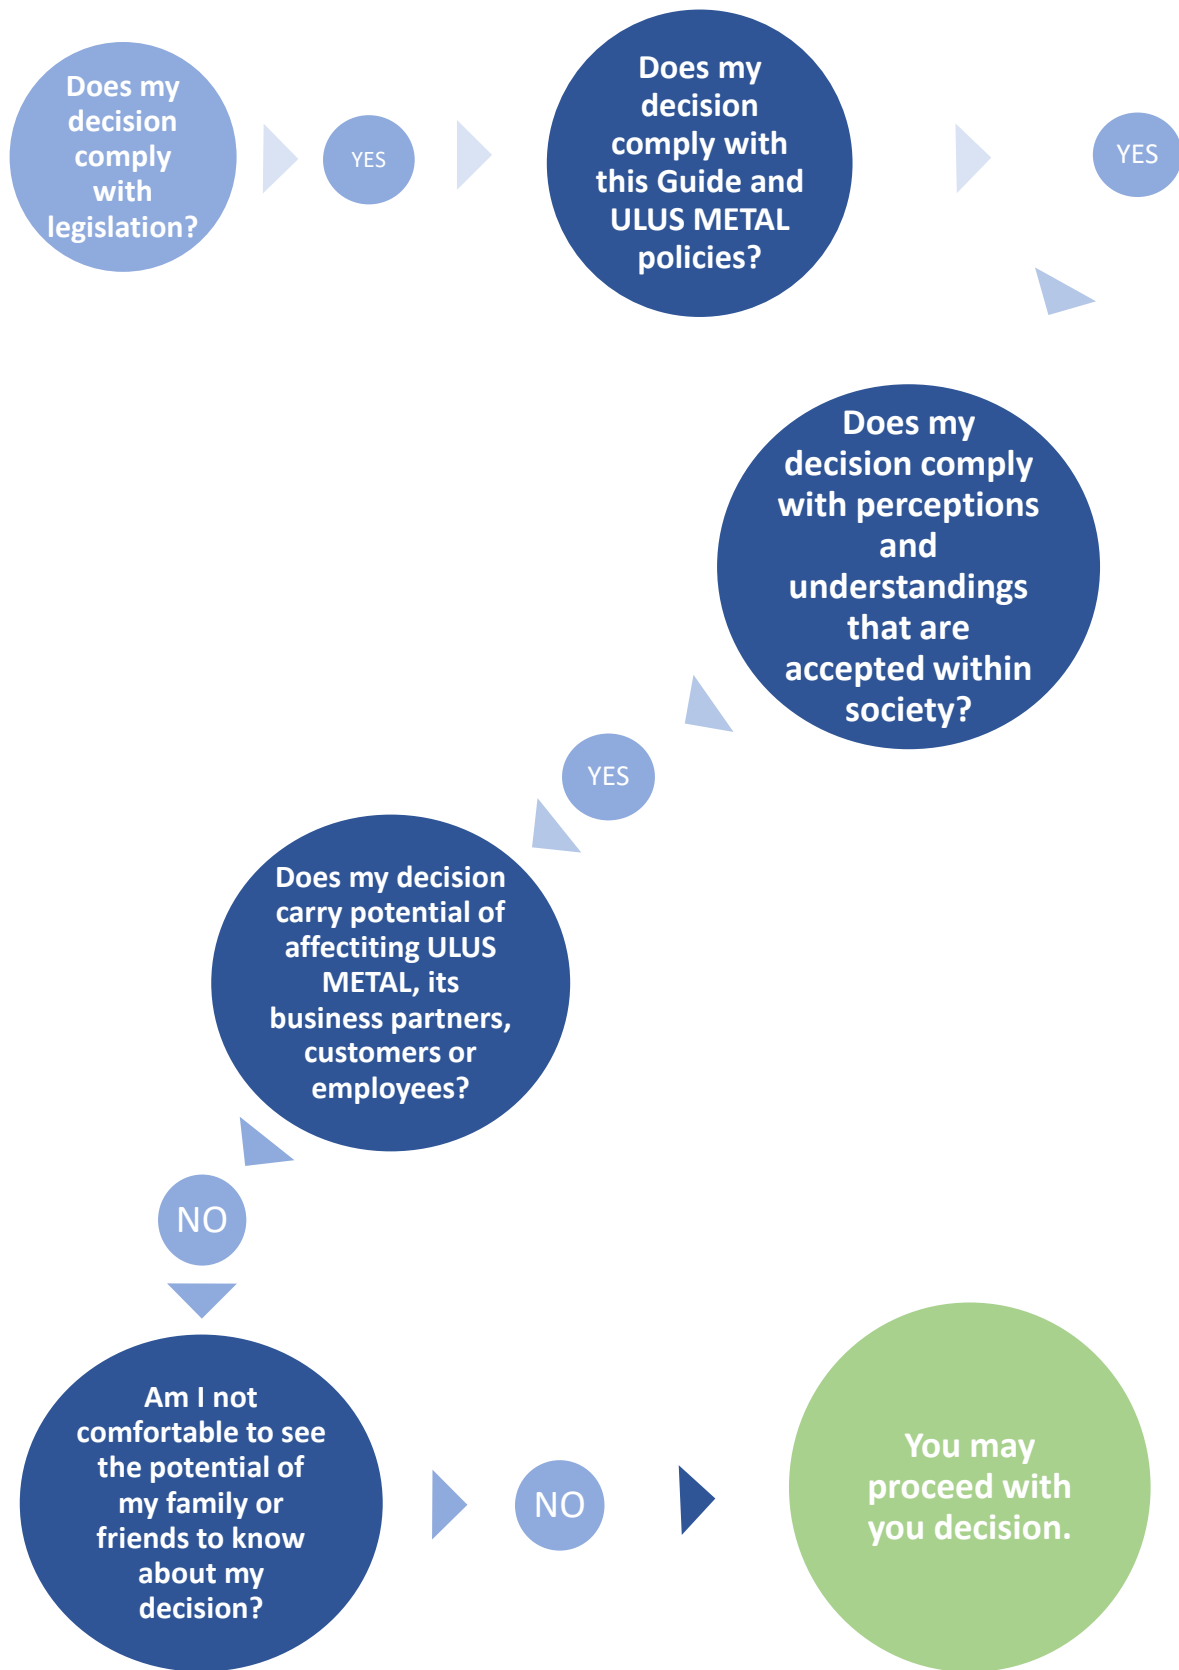 Does my
decision
comply
with
legislation?
YES
Does my
decision
comply with
this Guide and
ULUS METAL
policies?
YES
Does my
decision comply
with perceptions
and
understandings
that are
accepted within
society?
YES
Does my decision
carry potential of
affectiting ULUS
METAL, its
business partners,
customers or
employees?
NO
Am I not
comfortable to see
the potential of
my family or
friends to know
about my
decision?
NO
You may
proceed with
you decision.